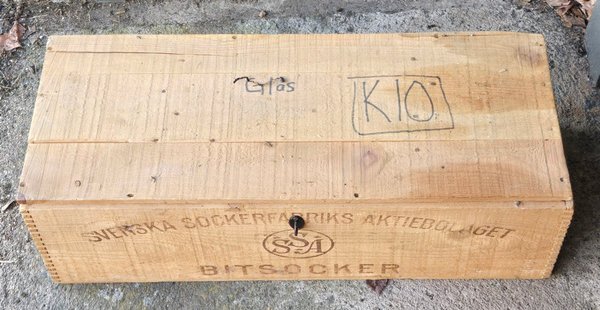 Glas
K10
SVENSKA SOCKERFABRIKS AKTIEBOLAGET
SSA
BITSOCKER